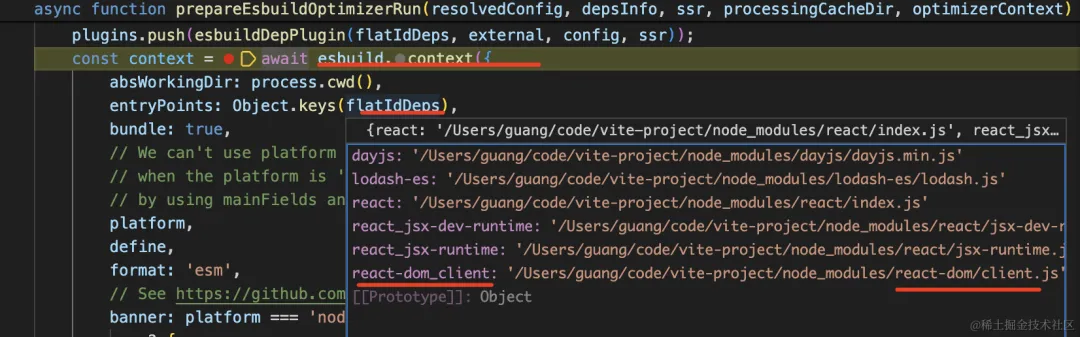 async function prepareEsbuildOptimizerRun(resolvedConfig, depsInfo, ssr, processingCacheDir, optimizerContext)
plugins.push(esbuildDepPlugin(flatIdDeps, external, config, ssr));
const context = await esbuild.context({
absWorkingDir: process.cwd(),
entryPoints: Object.keys(flatIdDeps),
bundle: true,
// We can't use platform
// when the platform is '
// by using mainFields an
platform,
define,
format: 'esm',
// See https://github.com
banner: platform === 'nod
{react: '/Users/guang/code/vite-project/node_modules/react/index.js', react_jsx…
dayjs: '/Users/guang/code/vite-project/node_modules/dayjs/dayjs.min.js'
lodash-es: '/Users/guang/code/vite-project/node_modules/lodash-es/lodash.js'
react: '/Users/guang/code/vite-project/node_modules/react/index.js'
react_jsx-dev-runtime: '/Users/guang/code/vite-project/node_modules/react/jsx-dev-r
react_jsx-runtime: '/Users/guang/code/vite-project/node_modules/react/jsx-runtime.j
react-dom_client: '/Users/guang/code/vite-project/node_modules/react-dom/client.js'
[[Prototype]]: Object
@稀土掘金技术社区